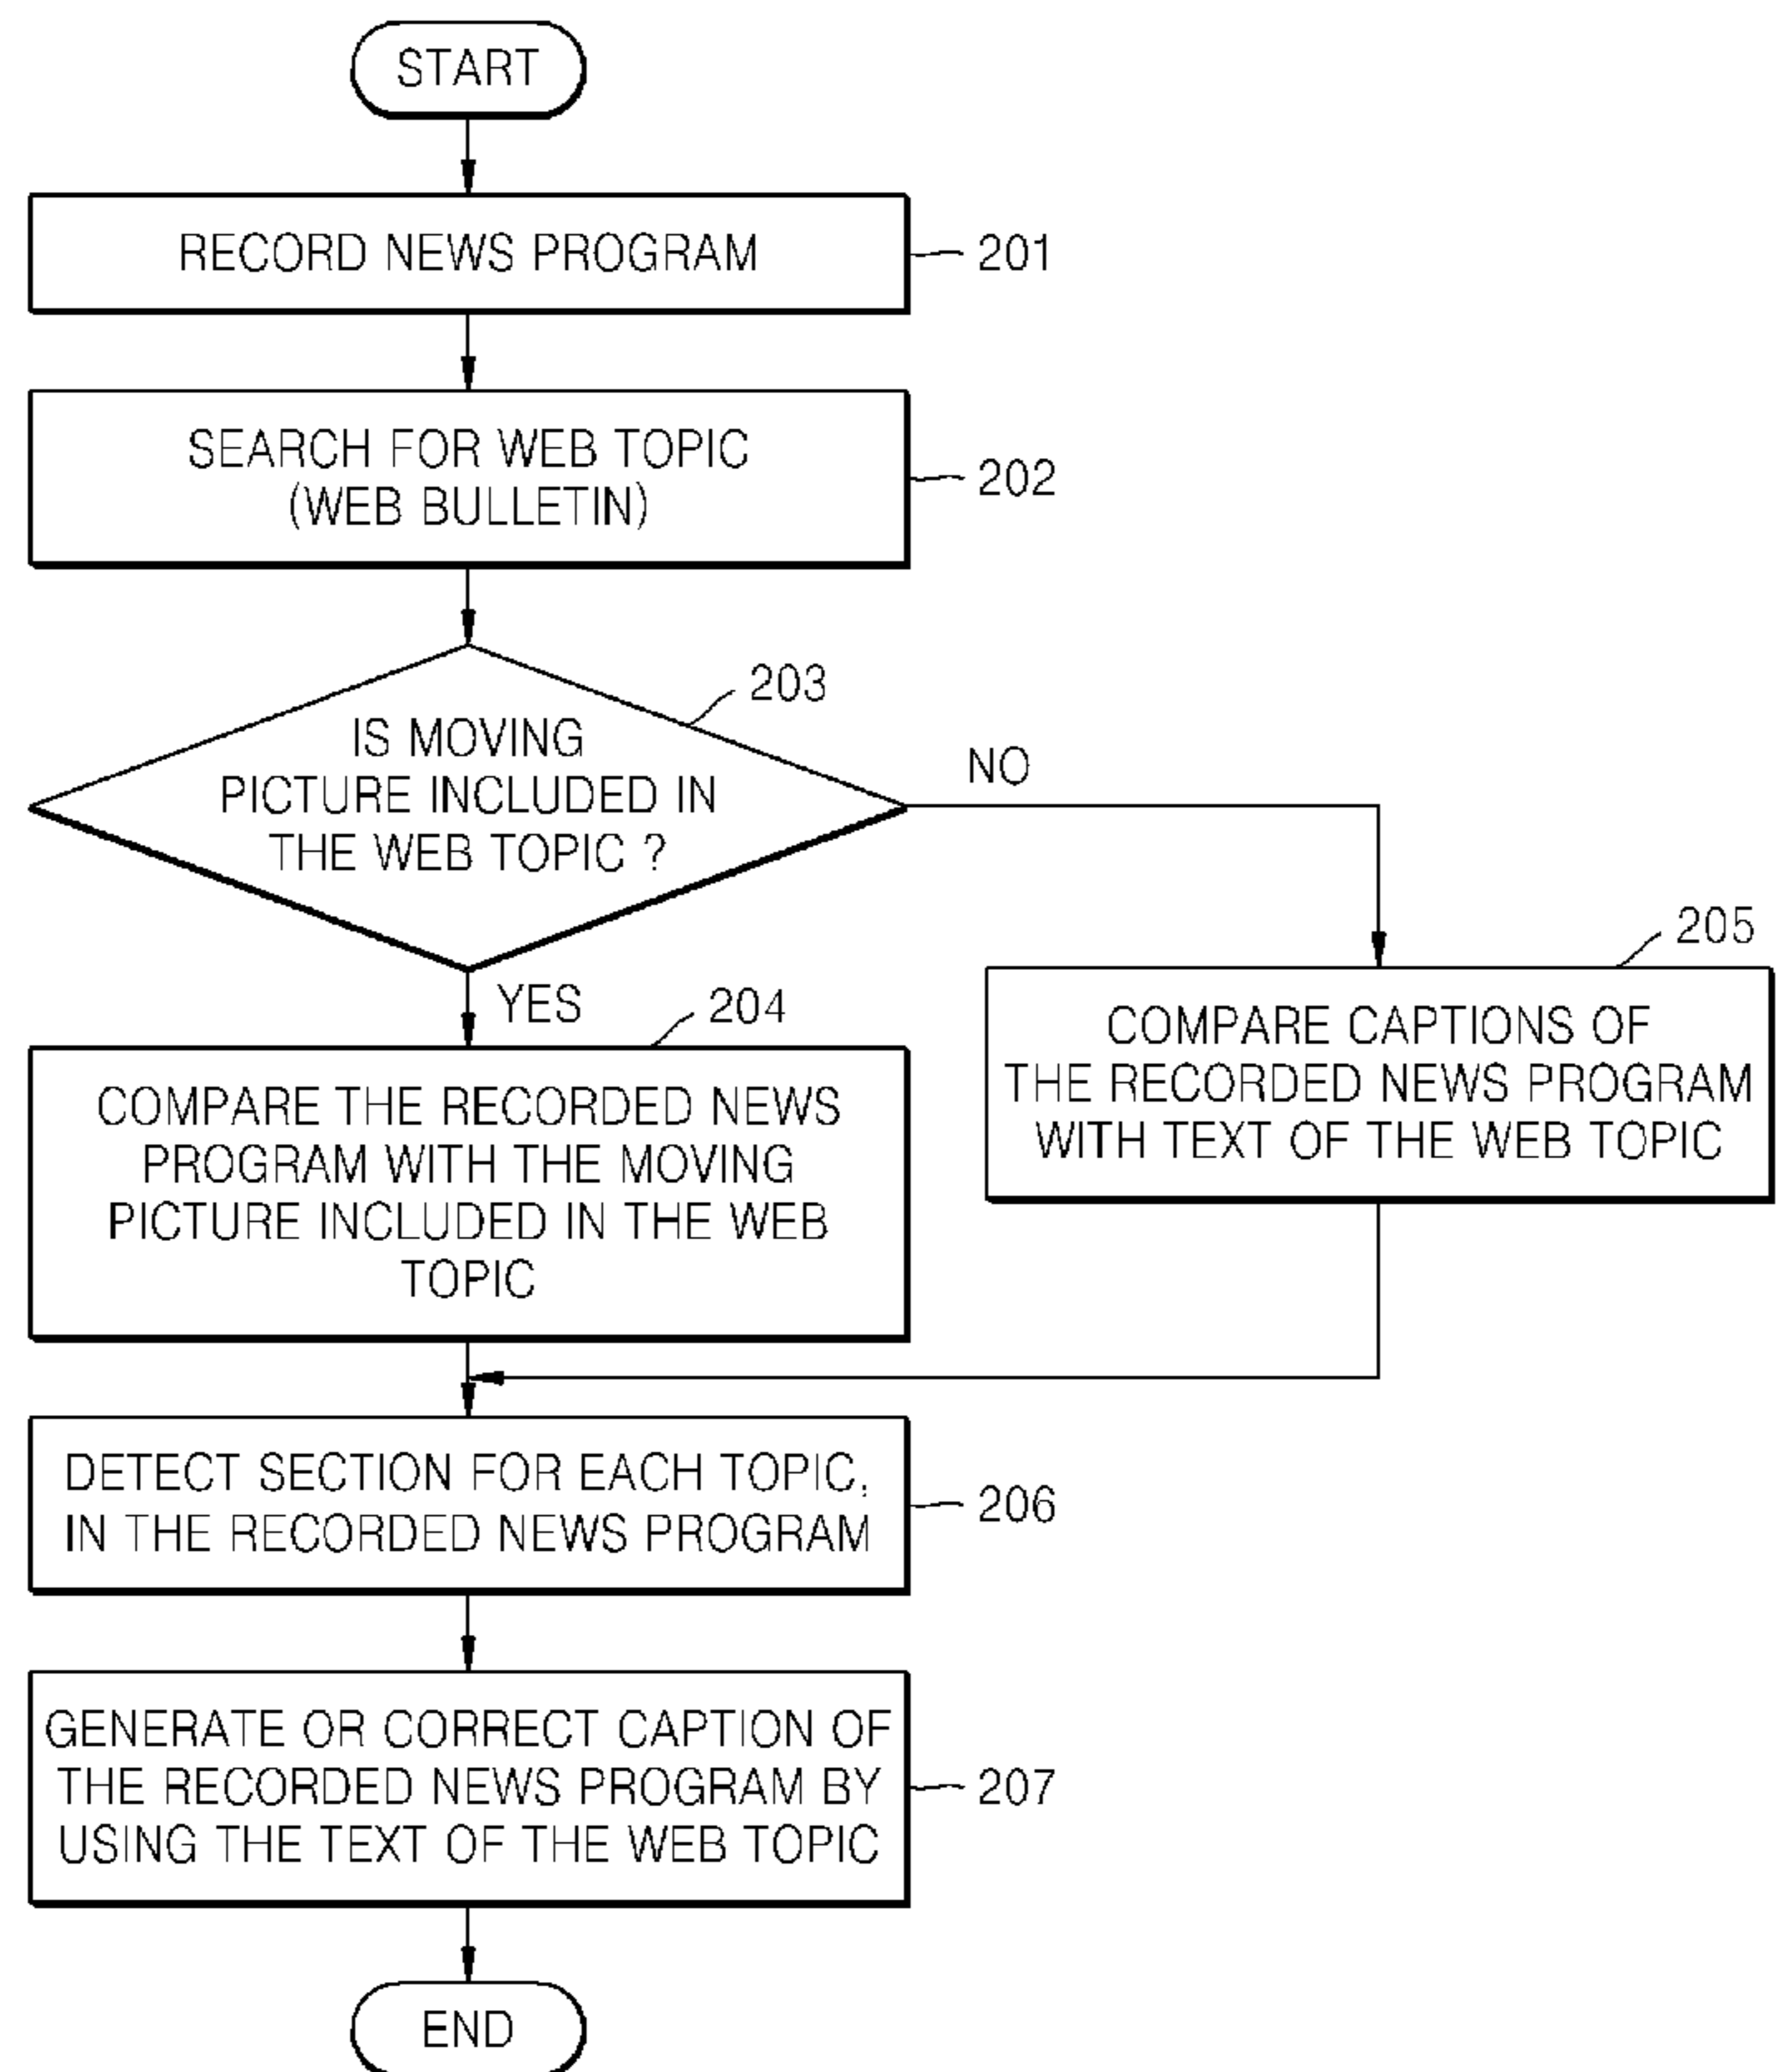 START
RECORD NEWS PROGRAM
201
SEARCH FOR WEB TOPIC
(WEB BULLETIN)
202
203
IS MOVING
PICTURE INCLUDED IN
THE WEB TOPIC ?
NO
YES
204
COMPARE THE RECORDED NEWS
PROGRAM WITH THE MOVING
PICTURE INCLUDED IN THE WEB
TOPIC
205
COMPARE CAPTIONS OF
THE RECORDED NEWS PROGRAM
WITH TEXT OF THE WEB TOPIC
DETECT SECTION FOR EACH TOPIC,
IN THE RECORDED NEWS PROGRAM
206
GENERATE OR CORRECT CAPTION OF
THE RECORDED NEWS PROGRAM BY
USING THE TEXT OF THE WEB TOPIC
207
END